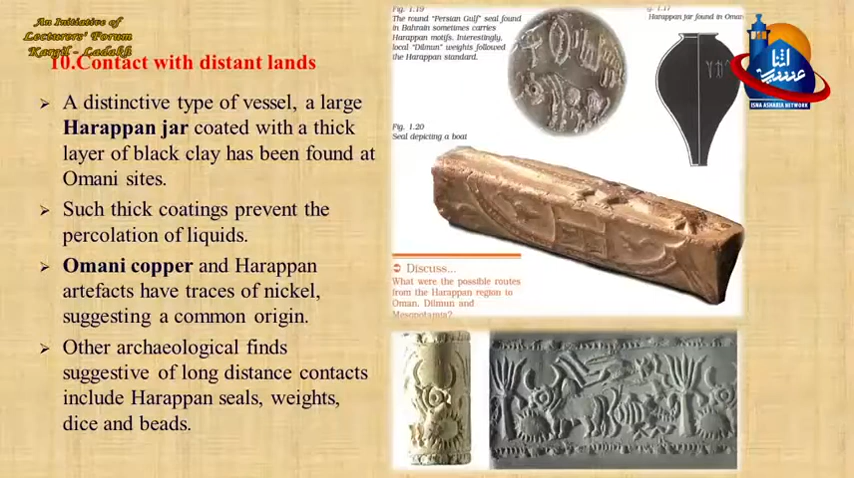 An Initiative of
Lecturers' Forum
Kargil - Ladakh
10.Contact with distant lands
➢ A distinctive type of vessel, a large
Harappan jar coated with a thick
layer of black clay has been found at
Omani sites.
➢ Such thick coatings prevent the
percolation of liquids.
➢ Omani copper and Harappan
artefacts have traces of nickel,
suggesting a common origin.
➢ Other archaeological finds
suggestive of long distance contacts
include Harappan seals, weights,
dice and beads.
Fig. 1.19
The round "Persian Gulf" seal found
in Bahrain sometimes carries
Harappan motifs. Interestingly,
local "Dilmun" weights followed
the Harappan standard.
Fig. 1.17
Harappan jar found in Oman
Fig. 1.20
Seal depicting a boat
Discuss...
What were the possible routes
from the Harappan region to
Oman, Dilmun and
Mesopotamia?
اثنا
عشریہ
ISNA ASHARIA NETWORK